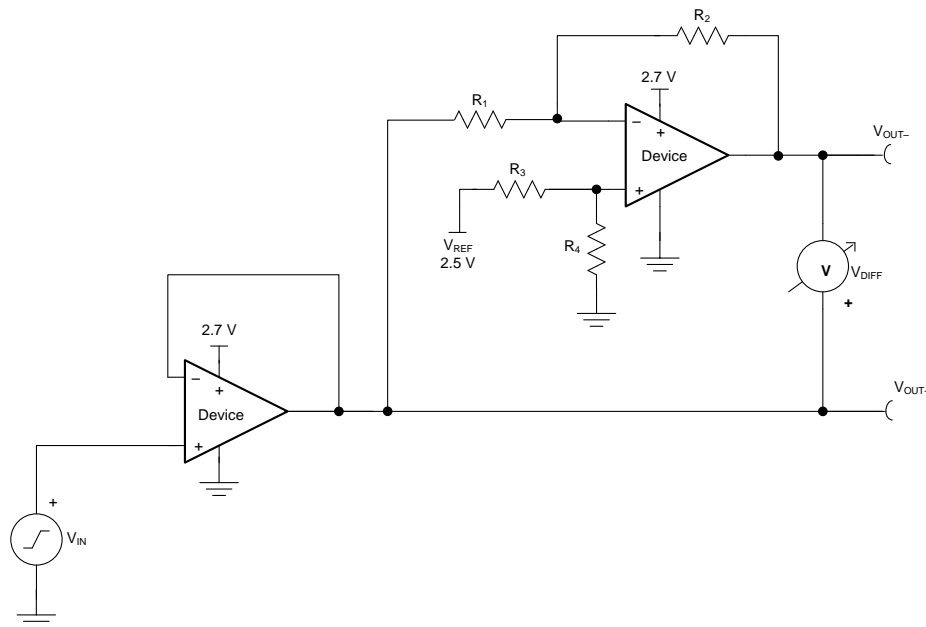 R2
2.7 V
R1
+
−
Device
VOUT–
R3
+
VREF
2.5 V
R4
V
VDIFF
+
2.7 V
−
+
Device
VOUT
+
+
VIN